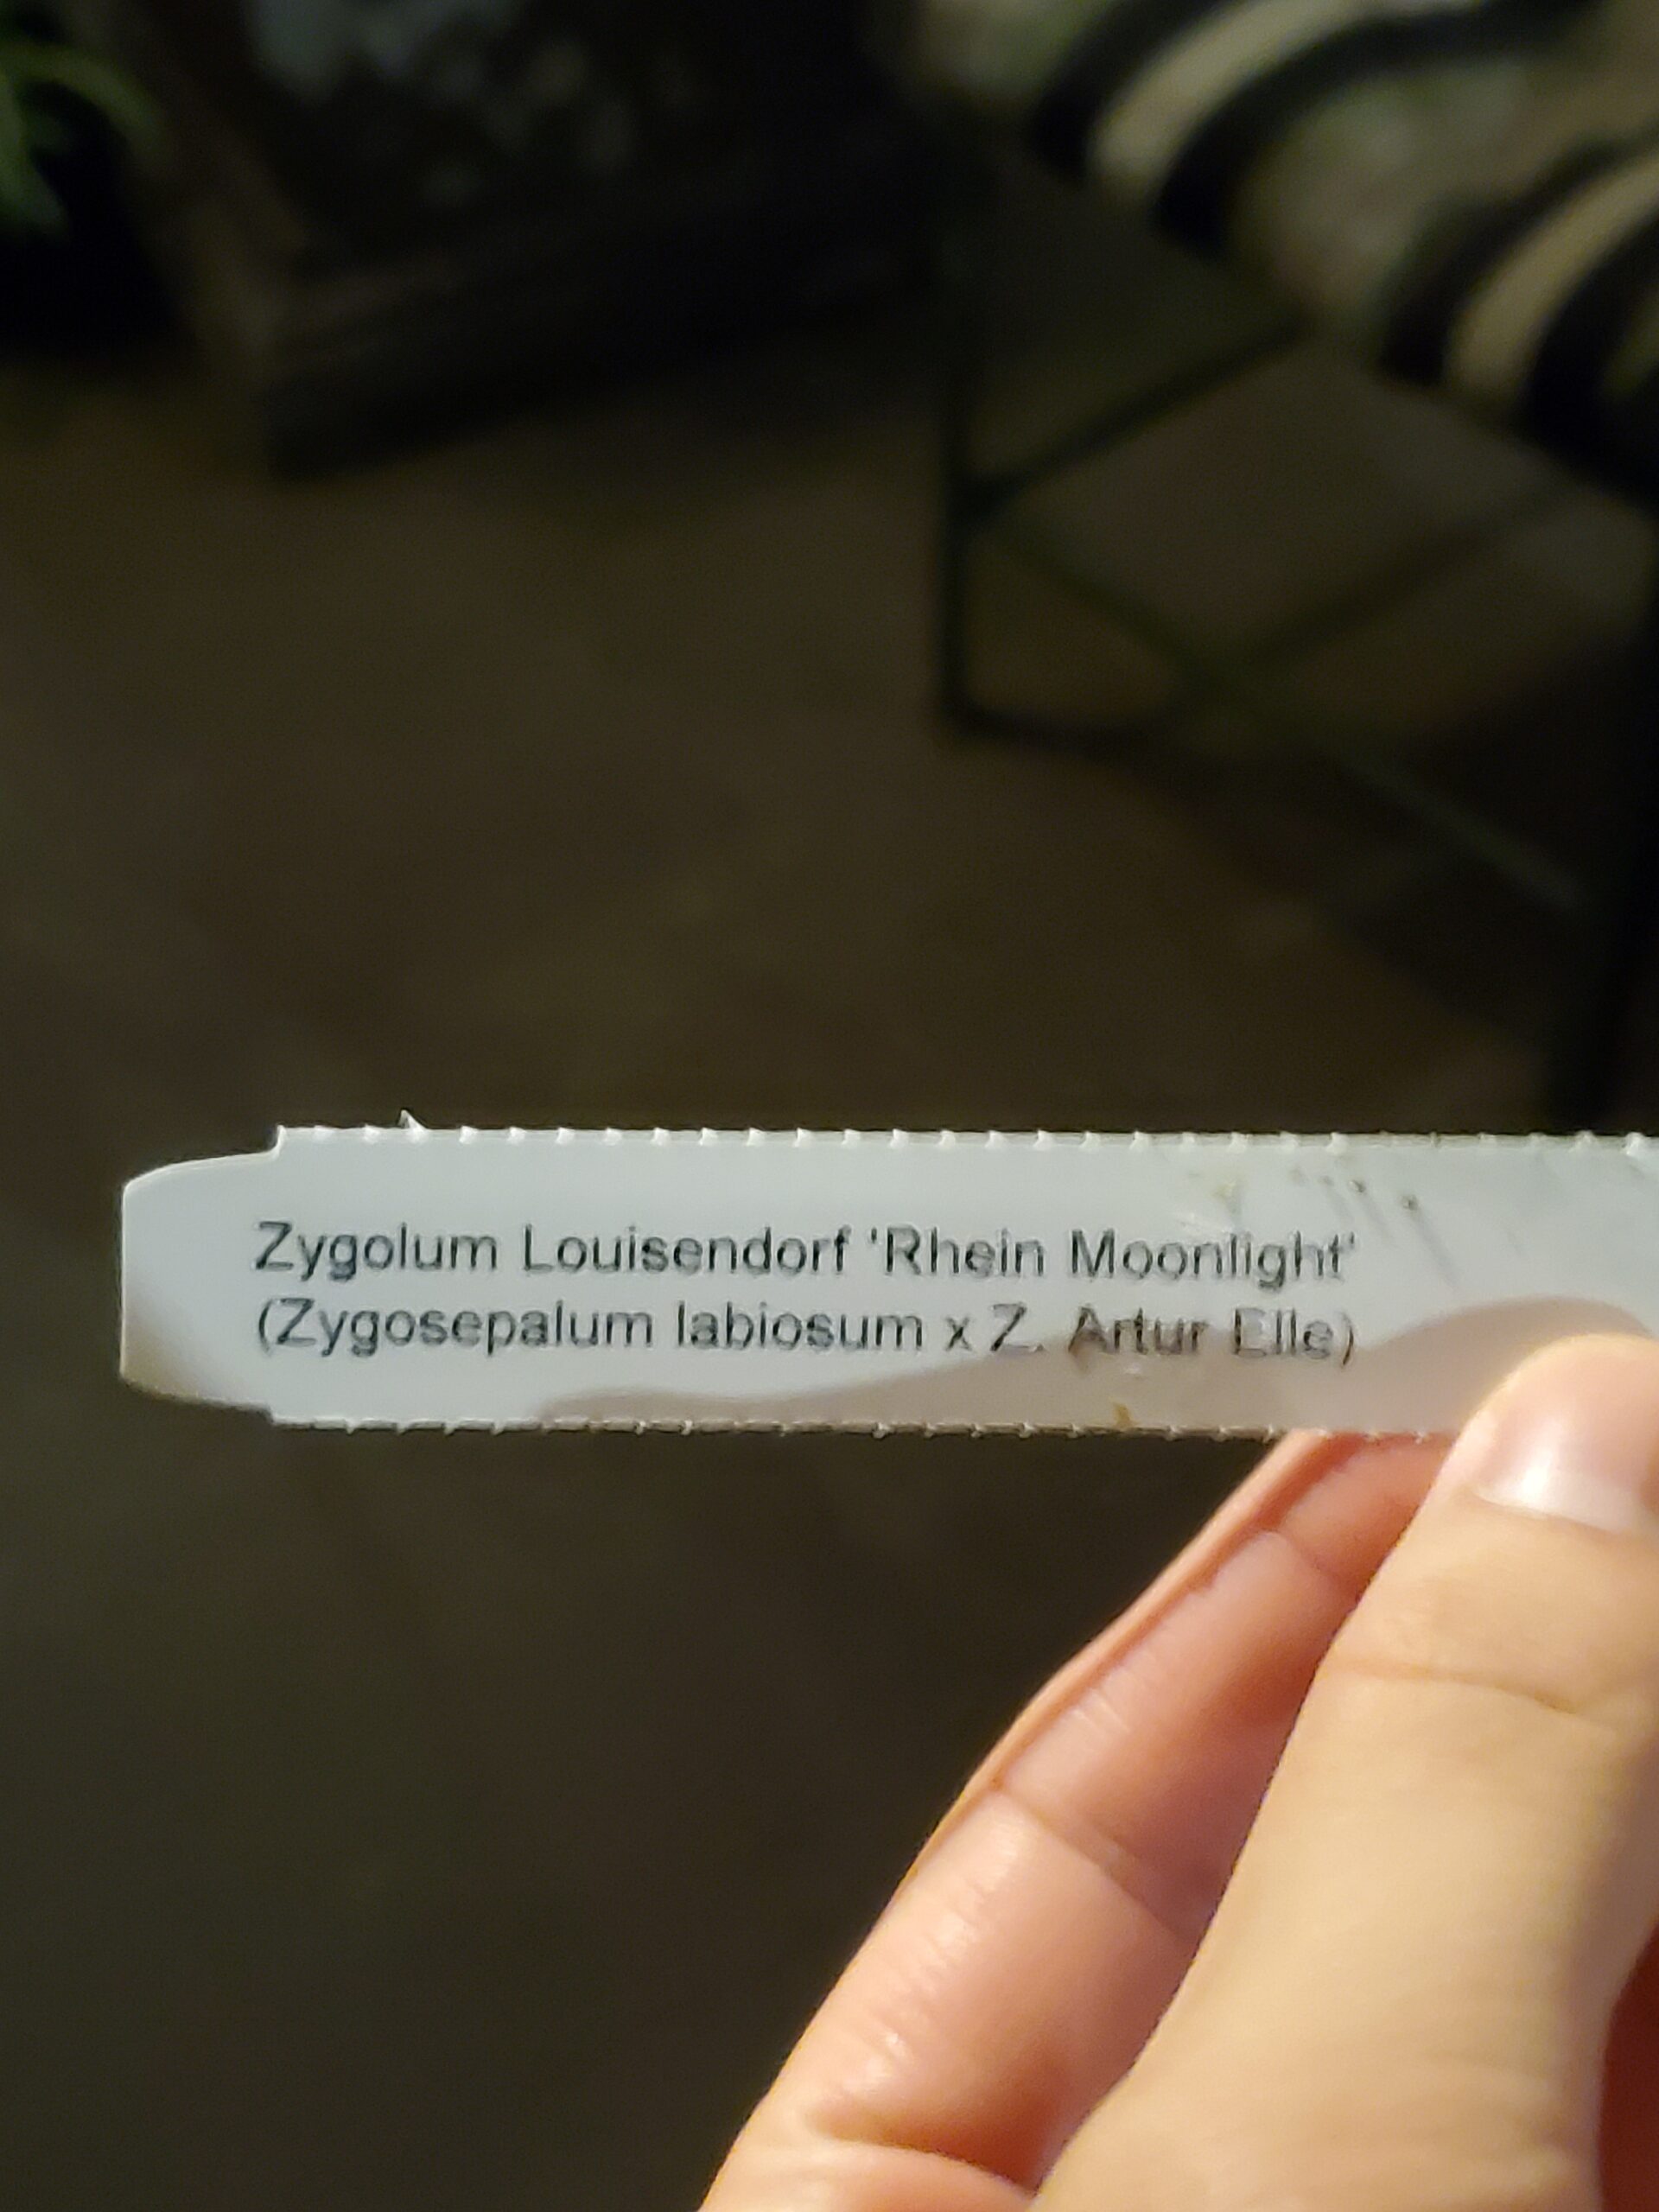 Zygolum Louisendorf 'Rhein Moonlight'
(Zygosepalum labiosum x Z. Artur Elle)